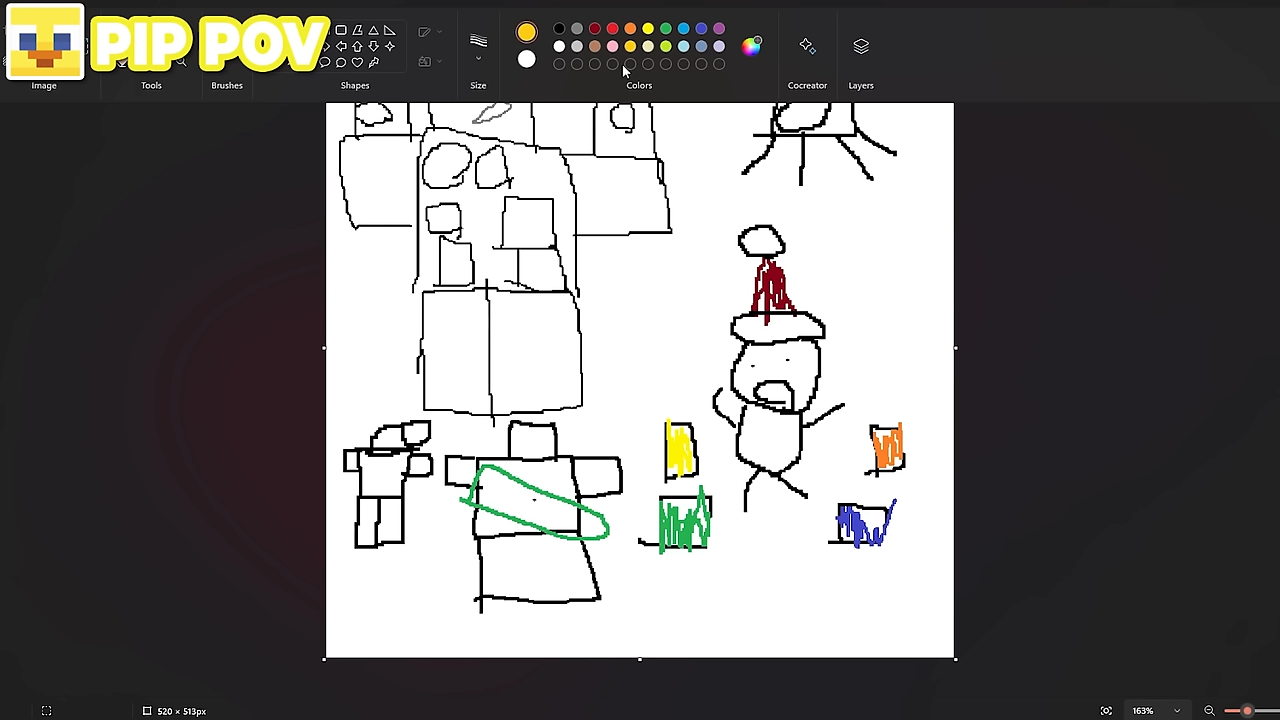 PIP POV
Image
Tools
Brushes
Shapes
Size
Colors
Cocreator
Layers
520 × 513px
163%